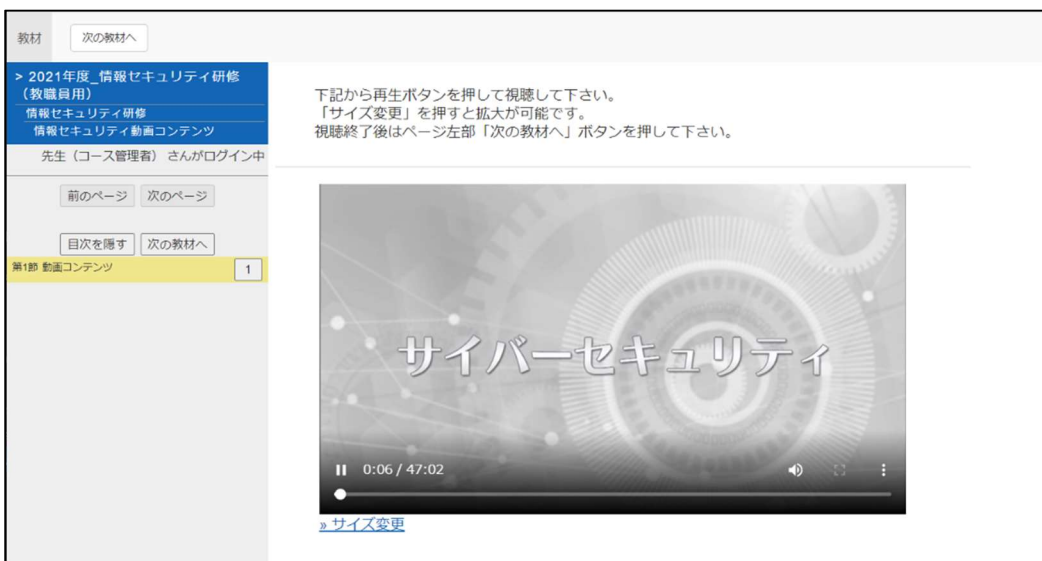 教材
次の教材へ
> 2021年度_情報セキュリティ研修
(教職員用)
情報セキュリティ研修
情報セキュリティ動画コンテンツ
先生（コース管理者） さんがログイン中
前のページ 次のページ
目次を隠す 次の教材へ
第1節 動画コンテンツ 1
下記から再生ボタンを押して視聴して下さい。
「サイズ変更」を押すと拡大が可能です。
視聴終了後はページ左部「次の教材へ」ボタンを押して下さい。
サイバーセキュリティ
0:06 / 47:02
» サイズ変更